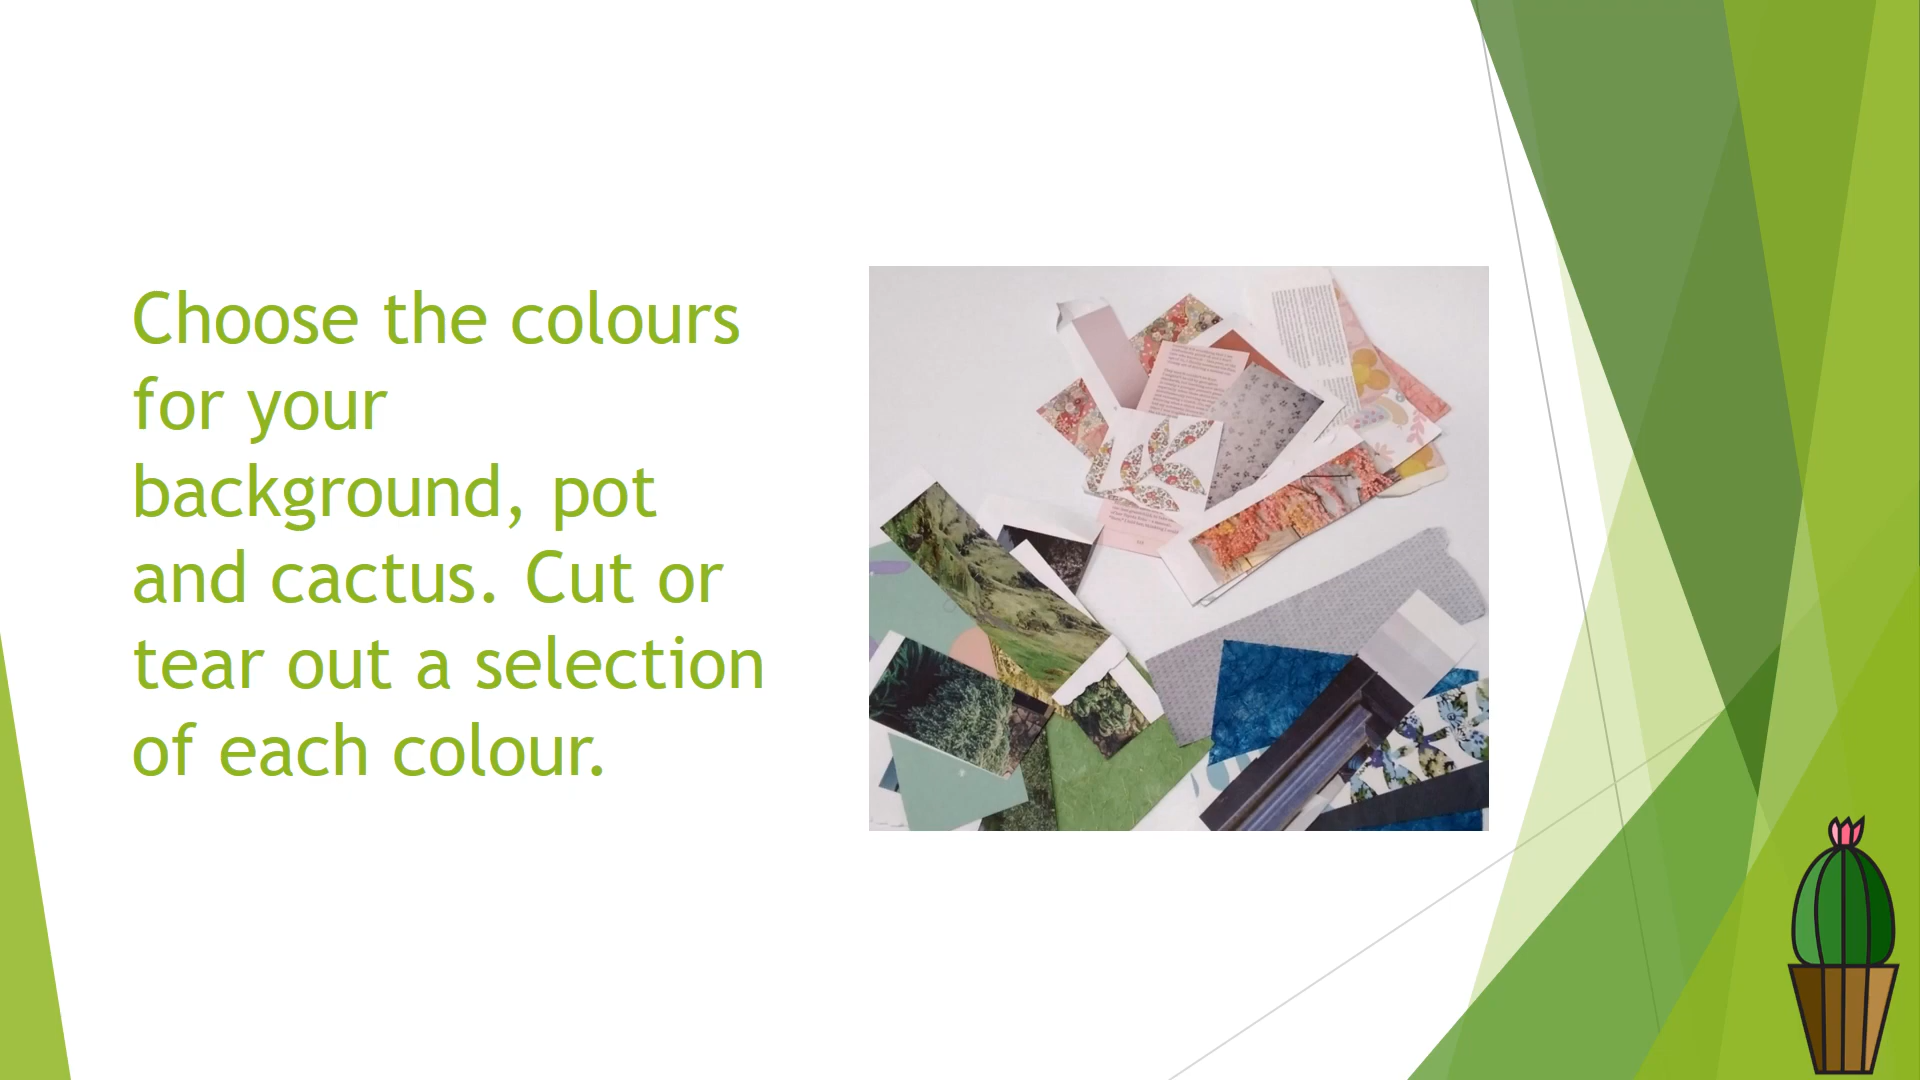 Choose the colours
for your
background, pot
and cactus. Cut or
tear out a selection
of each colour.